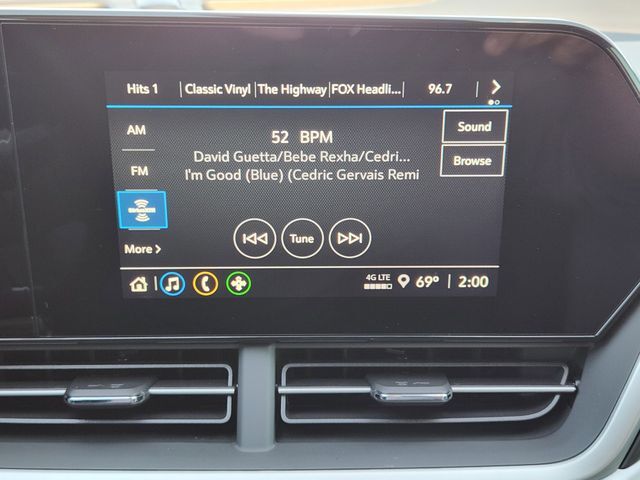 Hits 1 Classic Vinyl The Highway FOX Headli... 96.7
AM
FM
SiriusXM
More
52 BPM
David Guetta/Bebe Rexha/Cedri...
I'm Good (Blue) (Cedric Gervais Remi
Tune
Sound
Browse
4G LTE
69° 2:00